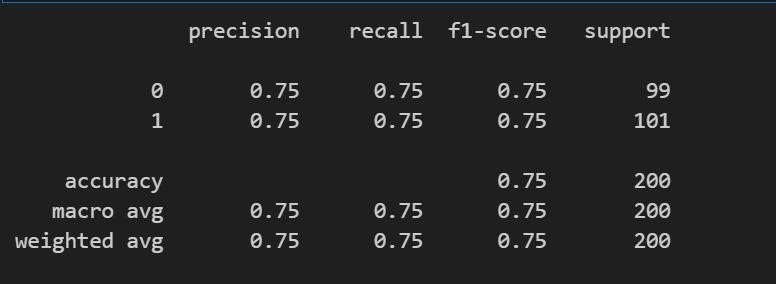 precision recall f1-score support
0 0.75 0.75 0.75 99
1 0.75 0.75 0.75 101
accuracy 0.75 200
macro avg 0.75 0.75 0.75 200
weighted avg 0.75 0.75 0.75 200